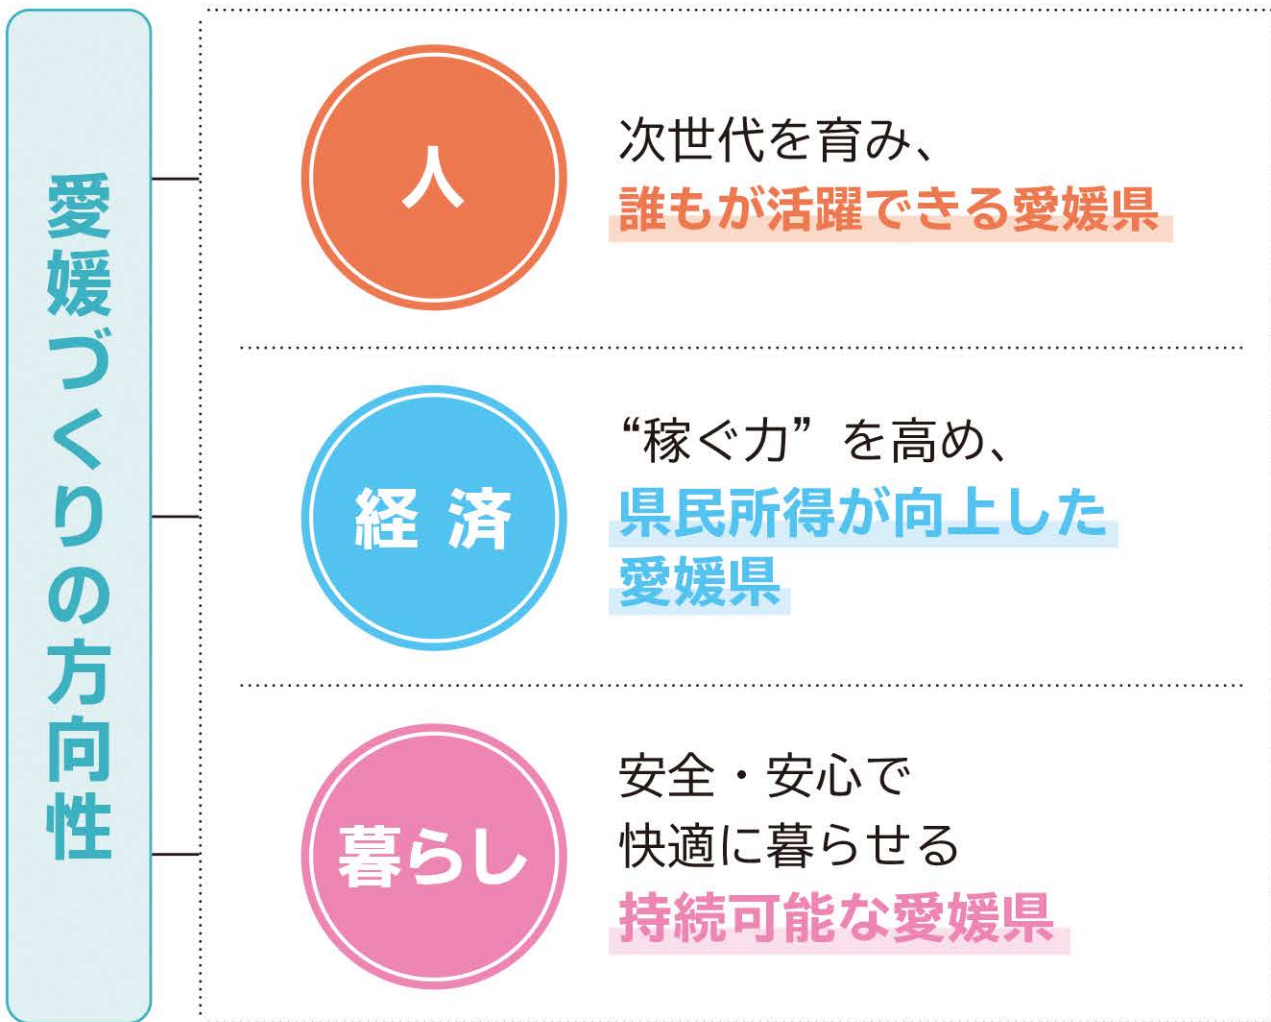 愛媛づくりの方向性
人
次世代を育み、
誰もが活躍できる愛媛県
経済
“稼ぐ力”を高め、
県民所得が向上した
愛媛県
暮らし
安全・安心で
快適に暮らせる
持続可能な愛媛県